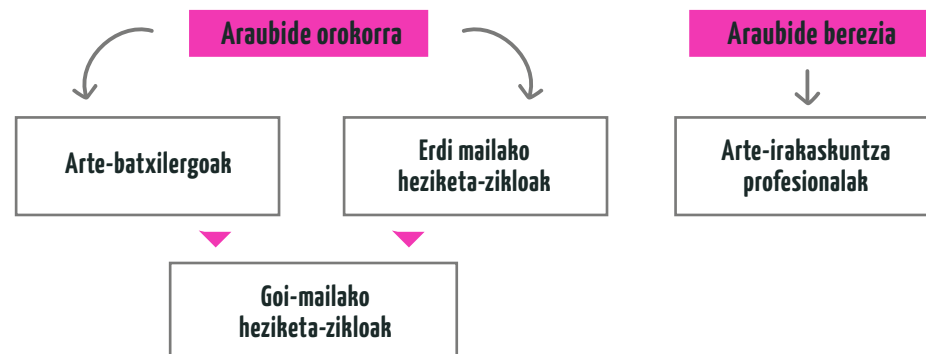 Araubide orokorra
Araubide berezia
Arte-batxilergoak
Erdi mailako
heziketa-zikloak
Arte-irakaskuntza
profesionalak
Goi-mailako
heziketa-zikloak